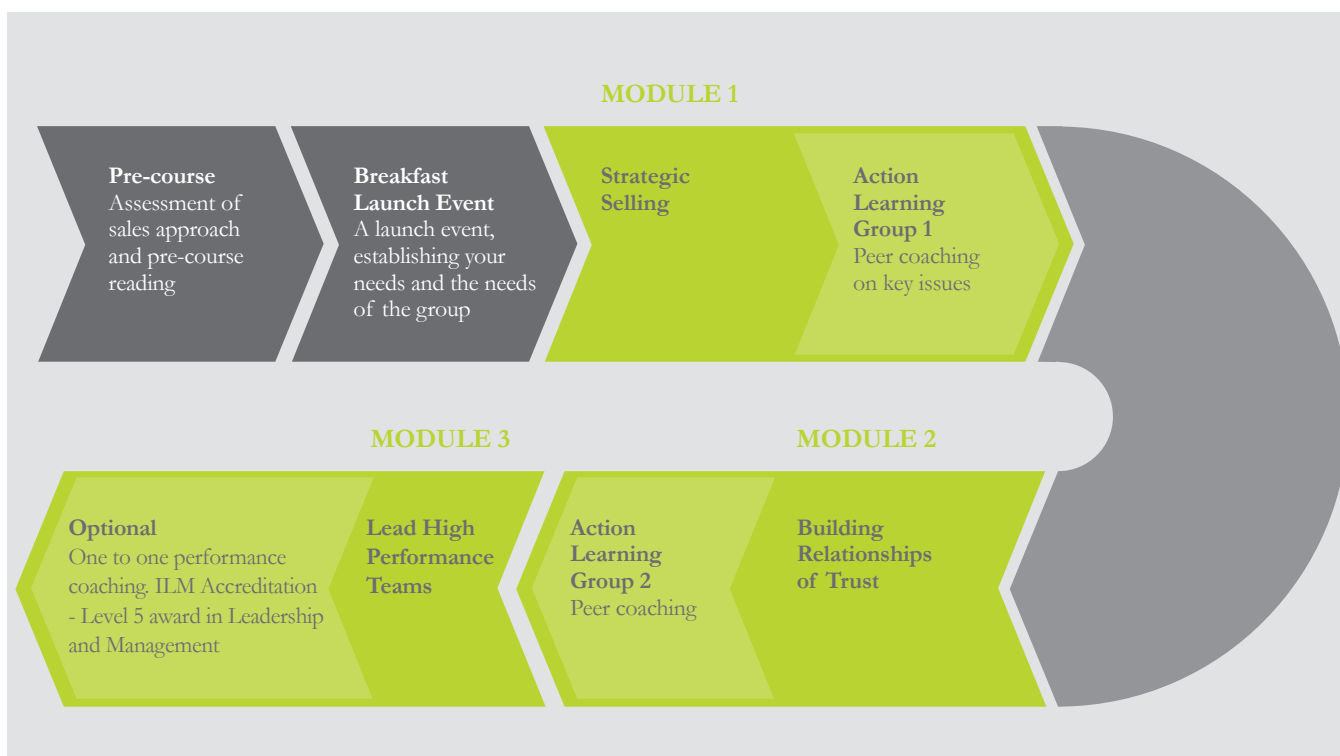 MODULE 1
Pre-course
Assessment of
sales approach
and pre-course
reading
Breakfast
Launch Event
A launch event,
establishing your
needs and the needs
of the group
Strategic
Selling
Action
Learning
Group 1
Peer coaching
on key issues
MODULE 2
Building
Relationships
of Trust
Action
Learning
Group 2
Peer coaching
MODULE 3
Lead High
Performance
Teams
Optional
One to one performance
coaching. ILM Accreditation
- Level 5 award in Leadership
and Management